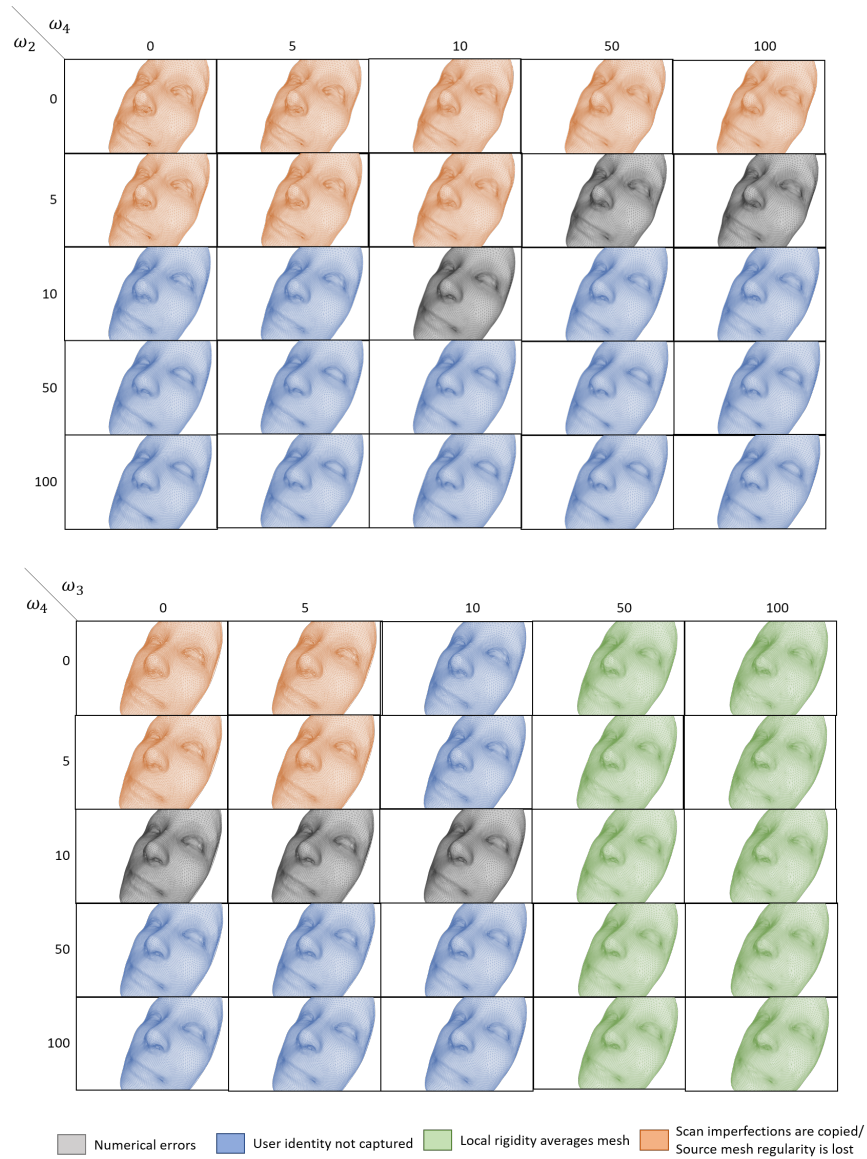 ω₄
ω₂
0 5 10 50 100
0
5
10
50
100
ω₃
ω₄
0 5 10 50 100
0
5
10
50
100
Numerical errors
User identity not captured
Local rigidity averages mesh
Scan imperfections are copied/
Source mesh regularity is lost